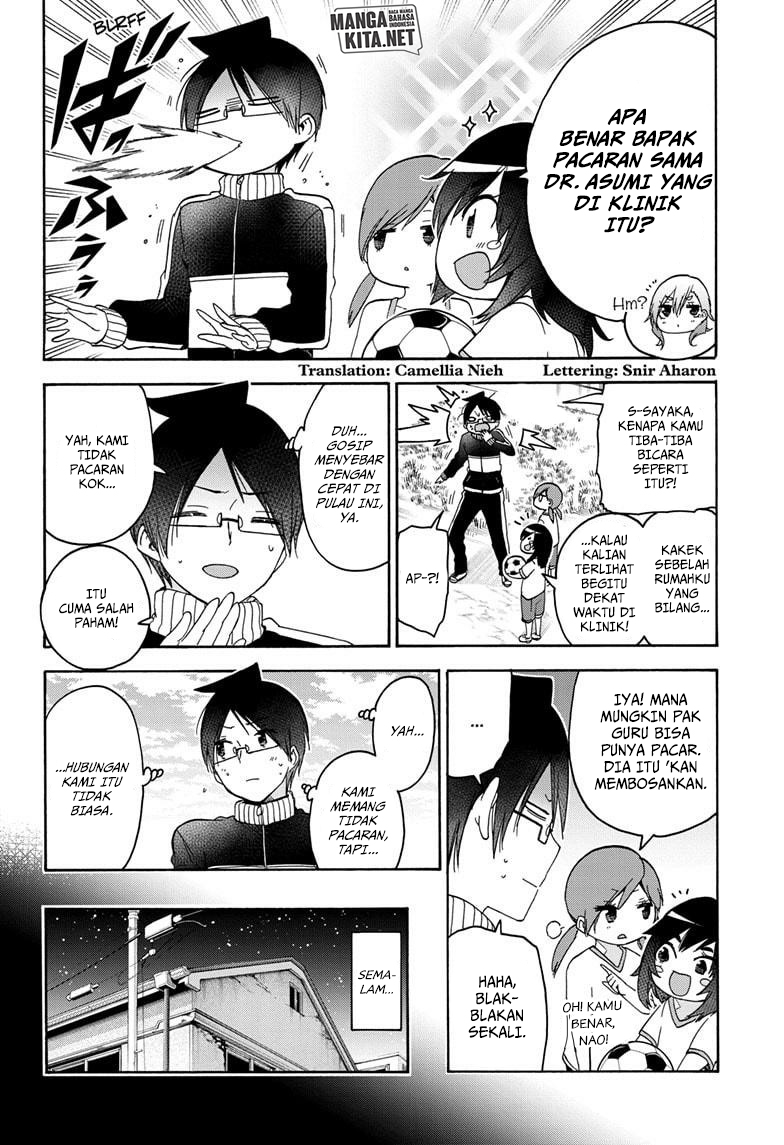 BLRFF
MANGA
KITA.NET
BACA MANGA
BAHASA
INDONESIA
ばふぅっ
APA
BENAR BAPAK
PACARAN SAMA
DR. ASUMI YANG
DI KLINIK
ITU?
Hm?
Translation: Camellia Nieh
Lettering: Snir Aharon
S-SAYAKA,
KENAPA KAMU
TIBA-TIBA
BICARA
SEPERTI
ITU?!
KAKEK
SEBELAH
RUMAHKU
YANG
BILANG...
...KALAU
KALIAN
TERLIHAT
BEGITU
DEKAT
WAKTU DI
KLINIK!
AP-?!
DUH...
GOSIP
MENYEBAR
DENGAN
CEPAT DI
PULAU INI,
YA.
YAH, KAMI
TIDAK
PACARAN
KOK...
ITU
CUMA SALAH
PAHAM!
IYA! MANA
MUNGKIN PAK
GURU BISA
PUNYA PACAR.
DIA ITU 'KAN
MEMBOSANKAN.
...
OH! KAMU
BENAR,
NAO!
HAHA,
BLAK-
BLAKAN
SEKALI.
YAH...
KAMI
MEMANG
TIDAK
PACARAN,
TAPI...
...HUBUNGAN
KAMI ITU
TIDAK
BIASA.
SEMA-
LAM...